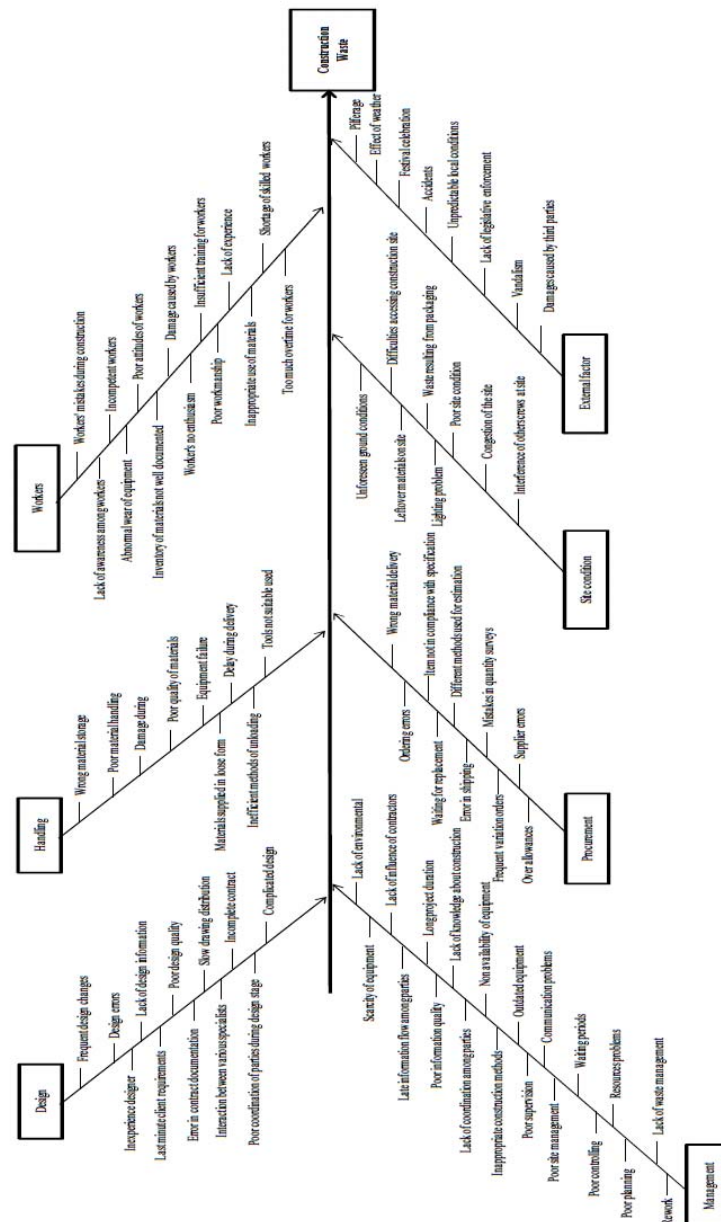 Design
Frequent design changes
Design errors
Inexperience designer
Lack of design information
Last minute client requirements
Poor design quality
Error in contract documentation
Slow drawing distribution
Interaction between various specialists
Incomplete contract
Poor coordination of parties during design stage
Complicated design
Handling
Wrong material storage
Poor material handling
Damage during
Poor quality of materials
Equipment failure
Materials supplied in loose form
Delay during delivery
Inefficient methods of unloading
Tools not suitable used
Workers
Workers' mistakes during construction
Lack of awareness among workers
Incompetent workers
Abnormal wear of equipment
Poor attitudes of workers
Inventory of materials not well documented
Damage caused by workers
Worker's no enthusiasm
Insufficient training for workers
Poor workmanship
Lack of experience
Inappropriate use of materials
Shortage of skilled workers
Too much overtime for workers
Construction
Waste
Lack of environmental
Scarcity of equipment
Lack of influence of contractors
Late information flow among parties
Long project duration
Poor information quality
Lack of knowledge about construction
Lack of coordination among parties
Non availability of equipment
Inappropriate construction methods
Outdated equipment
Poor supervision
Communication problems
Poor site management
Waiting periods
Poor controlling
Resources problems
Poor planning
Lack of waste management
Rework
Management
Wrong material delivery
Ordering errors
Item not in compliance with specification
Waiting for replacement
Different methods used for estimation
Error in shipping
Mistakes in quantity surveys
Frequent variation orders
Supplier errors
Over allowances
Procurement
Unforeseen ground conditions
Difficulties accessing construction site
Leftover materials on site
Waste resulting from packaging
Lighting problem
Poor site condition
Congestion of the site
Interference of others crews at site
Site condition
Pilferage
Effect of weather
Festival celebration
Accidents
Unpredictable local conditions
Lack of legislative enforcement
Vandalism
Damages caused by third parties
External factor